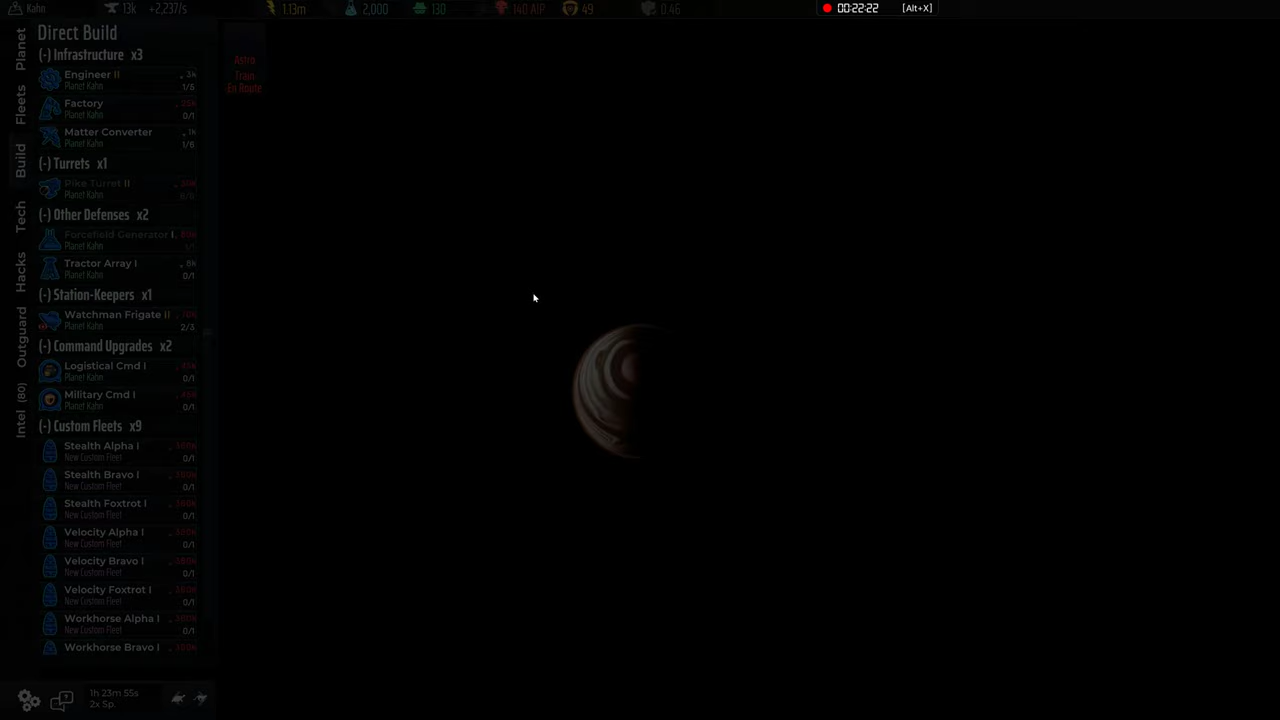 Kahn 13k +2,237/s 1.13m 2,000 130 140 AIP 49 0.46 00:22:22 [Alt+X]
Direct Build
Planet
Fleets
Build
Tech
Hacks
Outguard
Intel (80)
(-) Infrastructure x3
Engineer II 3k
Planet Kahn 1/5
Factory
Planet Kahn 0/1
Matter Converter 1k
Planet Kahn 1/6
(-) Turrets x1
Pike Turret II
Planet Kahn
(-) Other Defenses x2
Forcefield Generator I
Planet Kahn 1/1
Tractor Array I 8k
Planet Kahn 0/1
(-) Station-Keepers x1
Watchman Frigate II
Planet Kahn 2/3
(-) Command Upgrades x2
Logistical Cmd I
Planet Kahn 0/1
Military Cmd I
Planet Kahn 0/1
(-) Custom Fleets x9
Stealth Alpha I
New Custom Fleet 0/1
Stealth Bravo I
New Custom Fleet 0/1
Stealth Foxtrot I
New Custom Fleet 0/1
Velocity Alpha I
New Custom Fleet 0/1
Velocity Bravo I
New Custom Fleet 0/1
Velocity Foxtrot I
New Custom Fleet 0/1
Workhorse Alpha I
New Custom Fleet 0/1
Workhorse Bravo I
Astro
Train
En Route
1h 23m 55s
2x Sp.